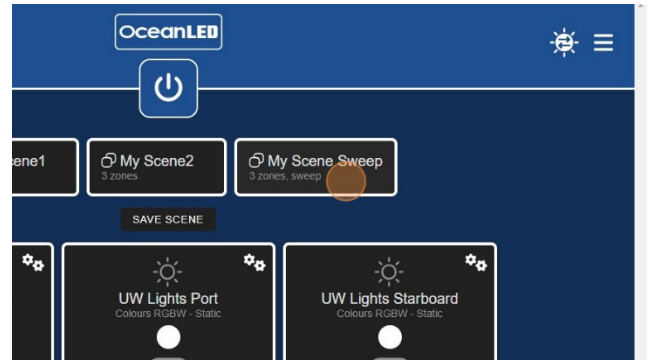 OceanLED
cene1
My Scene2
3 zones
My Scene Sweep
3 zones, sweep
SAVE SCENE
UW Lights Port
Colours RGBW - Static
UW Lights Starboard
Colours RGBW - Static